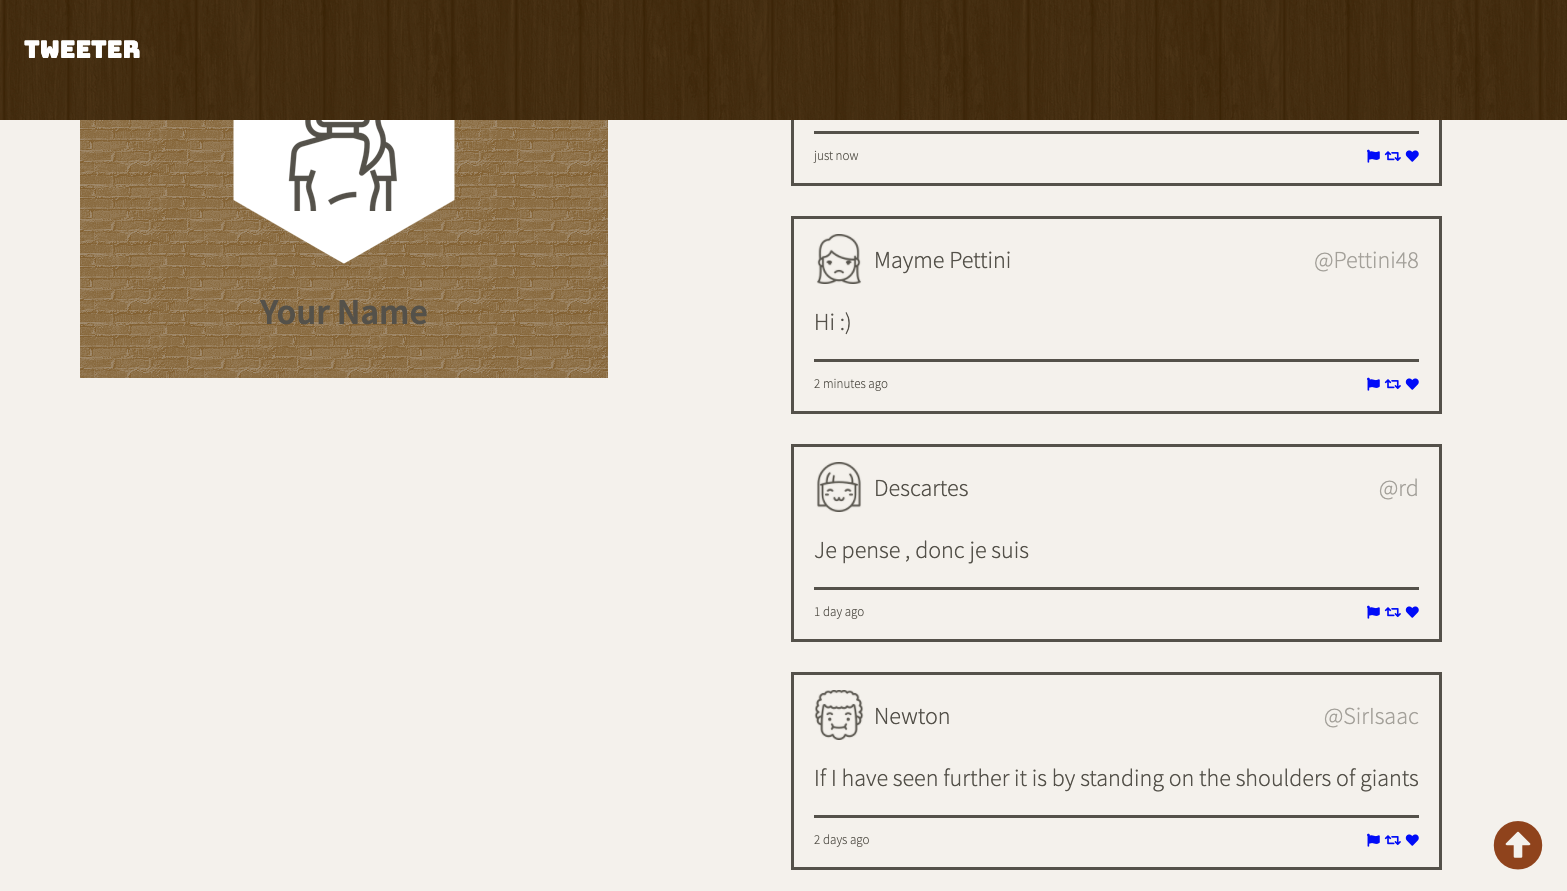 TWEETER
Your Name
just now
Mayme Pettini @Pettini48
Hi :)
2 minutes ago
Descartes @rd
Je pense , donc je suis
1 day ago
Newton @SirIsaac
If I have seen further it is by standing on the shoulders of giants
2 days ago